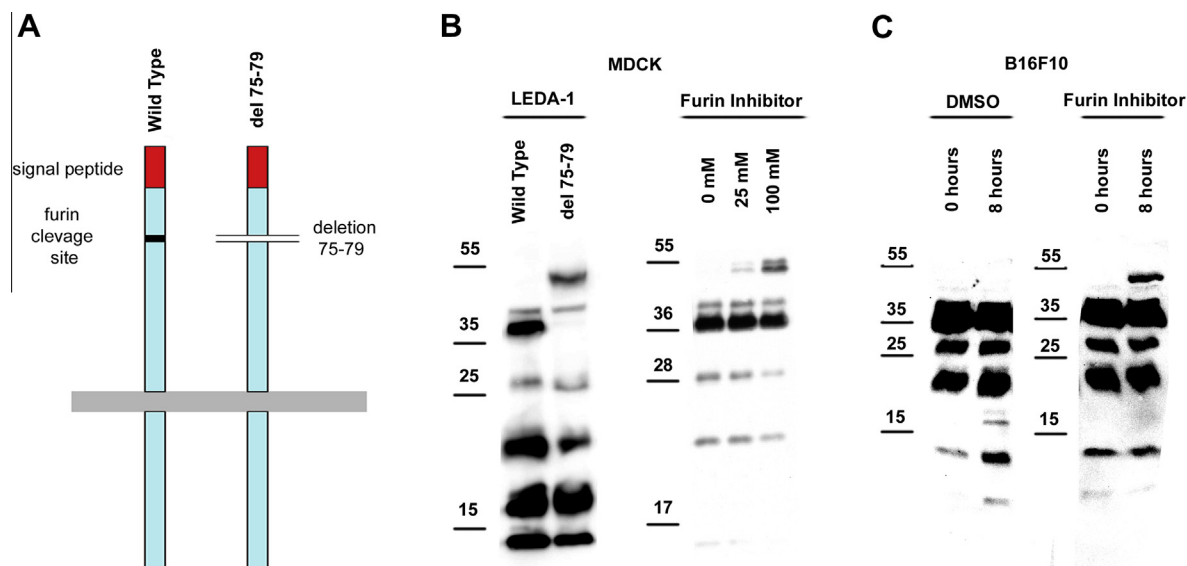 A
Wild Type
del 75-79
signal peptide
furin
clevage
site
deletion
75-79
B
MDCK
LEDA-1
Furin Inhibitor
Wild Type
del 75-79
0 mM
25 mM
100 mM
55
35
25
15
55
36
28
17
C
B16F10
DMSO
Furin Inhibitor
0 hours
8 hours
0 hours
8 hours
55
35
25
15
55
35
25
15